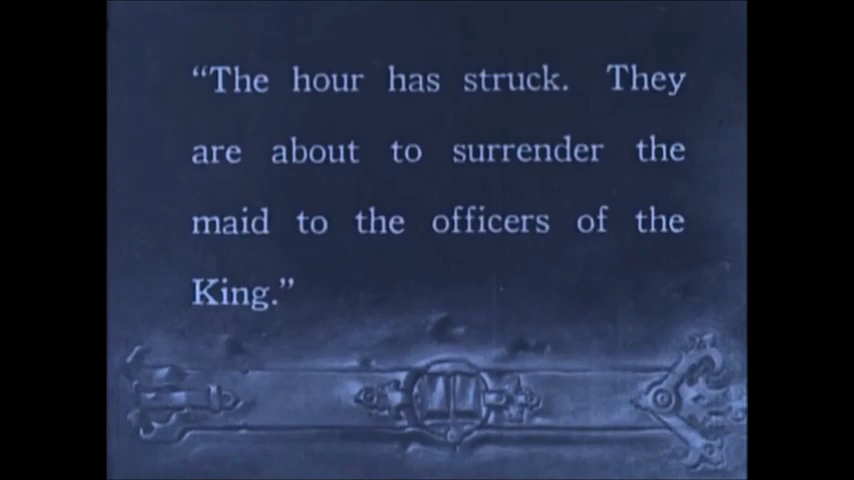 “The hour has struck. They
are about to surrender the
maid to the officers of the
King.”